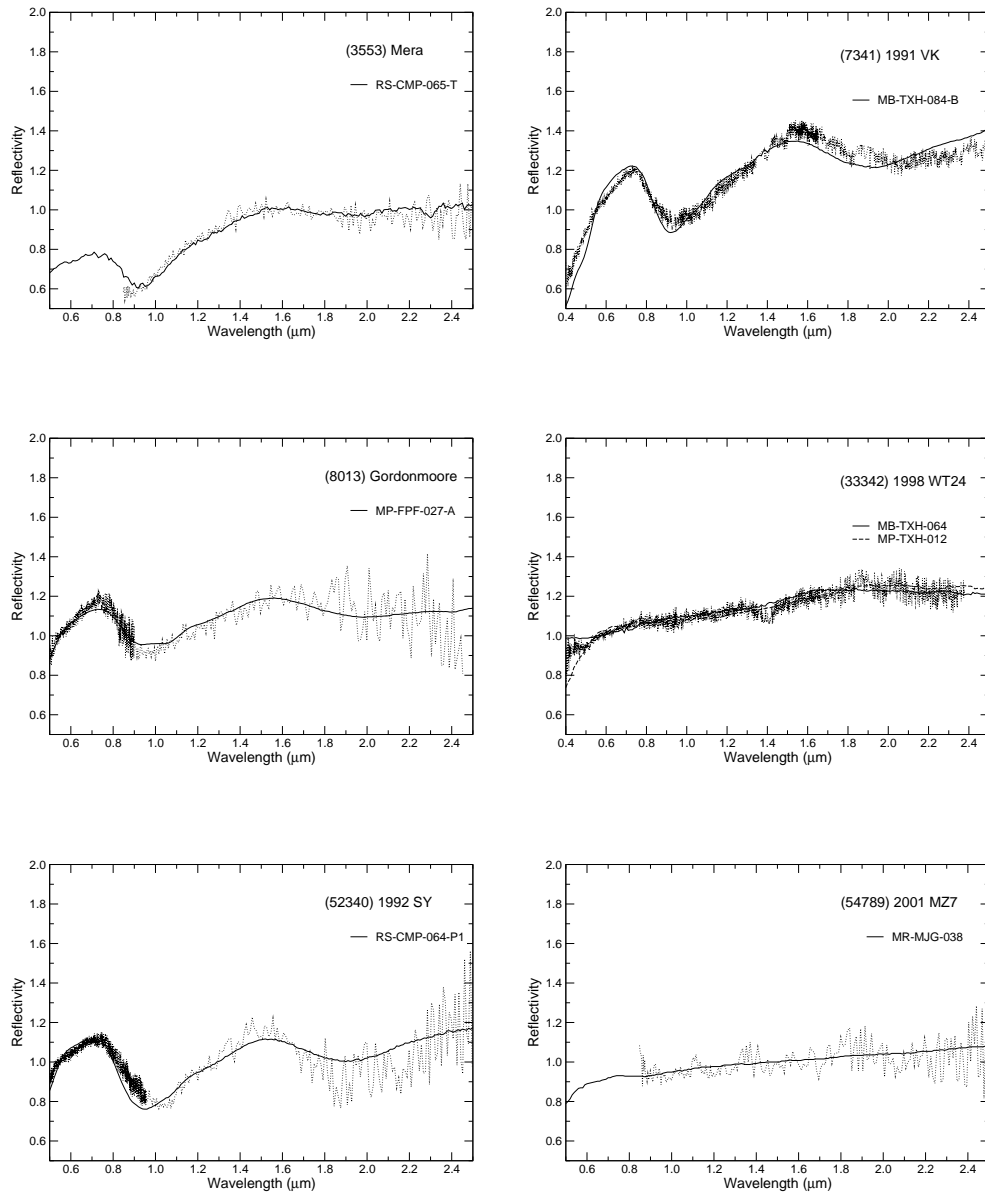 2.0
1.8
1.6
1.4
1.2
1.0
0.8
0.6
Reflectivity
(3553) Mera
RS-CMP-065-T
0.6 0.8 1.0 1.2 1.4 1.6 1.8 2.0 2.2 2.4
Wavelength (μm)
2.0
1.8
1.6
1.4
1.2
1.0
0.8
0.6
Reflectivity
(7341) 1991 VK
MB-TXH-084-B
0.4 0.6 0.8 1.0 1.2 1.4 1.6 1.8 2.0 2.2 2.4
Wavelength (μm)
2.0
1.8
1.6
1.4
1.2
1.0
0.8
0.6
Reflectivity
(8013) Gordonmoore
MP-FPF-027-A
0.6 0.8 1.0 1.2 1.4 1.6 1.8 2.0 2.2 2.4
Wavelength (μm)
2.0
1.8
1.6
1.4
1.2
1.0
0.8
0.6
Reflectivity
(33342) 1998 WT24
MB-TXH-064
MP-TXH-012
0.4 0.6 0.8 1.0 1.2 1.4 1.6 1.8 2.0 2.2 2.4
Wavelength (μm)
2.0
1.8
1.6
1.4
1.2
1.0
0.8
0.6
Reflectivity
(52340) 1992 SY
RS-CMP-064-P1
0.6 0.8 1.0 1.2 1.4 1.6 1.8 2.0 2.2 2.4
Wavelength (μm)
2.0
1.8
1.6
1.4
1.2
1.0
0.8
0.6
Reflectivity
(54789) 2001 MZ7
MR-MJG-038
0.6 0.8 1.0 1.2 1.4 1.6 1.8 2.0 2.2 2.4
Wavelength (μm)